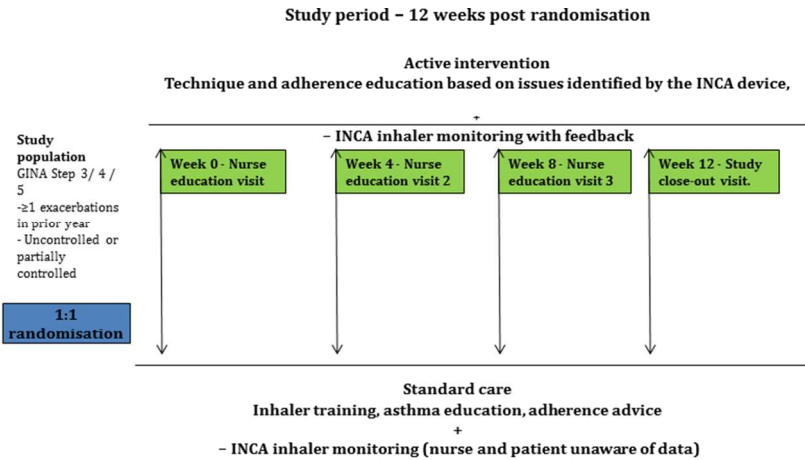 Study period – 12 weeks post randomisation
Active intervention
Technique and adherence education based on issues identified by the INCA device,
+
– INCA inhaler monitoring with feedback
Study
population
GINA Step 3/ 4 /
5
-≥1 exacerbations
in prior year
- Uncontrolled or
partially
controlled
1:1
randomisation
Week 0 - Nurse
education visit
Week 4 - Nurse
education visit 2
Week 8 - Nurse
education visit 3
Week 12 - Study
close-out visit.
Standard care
Inhaler training, asthma education, adherence advice
+
– INCA inhaler monitoring (nurse and patient unaware of data)